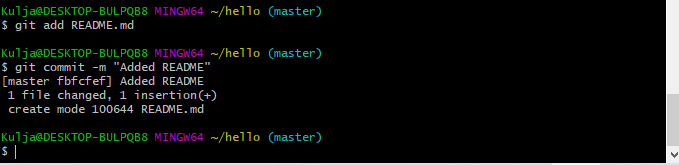 Kulja@DESKTOP-BULPQB8 MINGW64 ~/hello (master)
$ git add README.md
Kulja@DESKTOP-BULPQB8 MINGW64 ~/hello (master)
$ git commit -m "Added README"
[master fbfcfef] Added README
 1 file changed, 1 insertion(+)
 create mode 100644 README.md
Kulja@DESKTOP-BULPQB8 MINGW64 ~/hello (master)
$